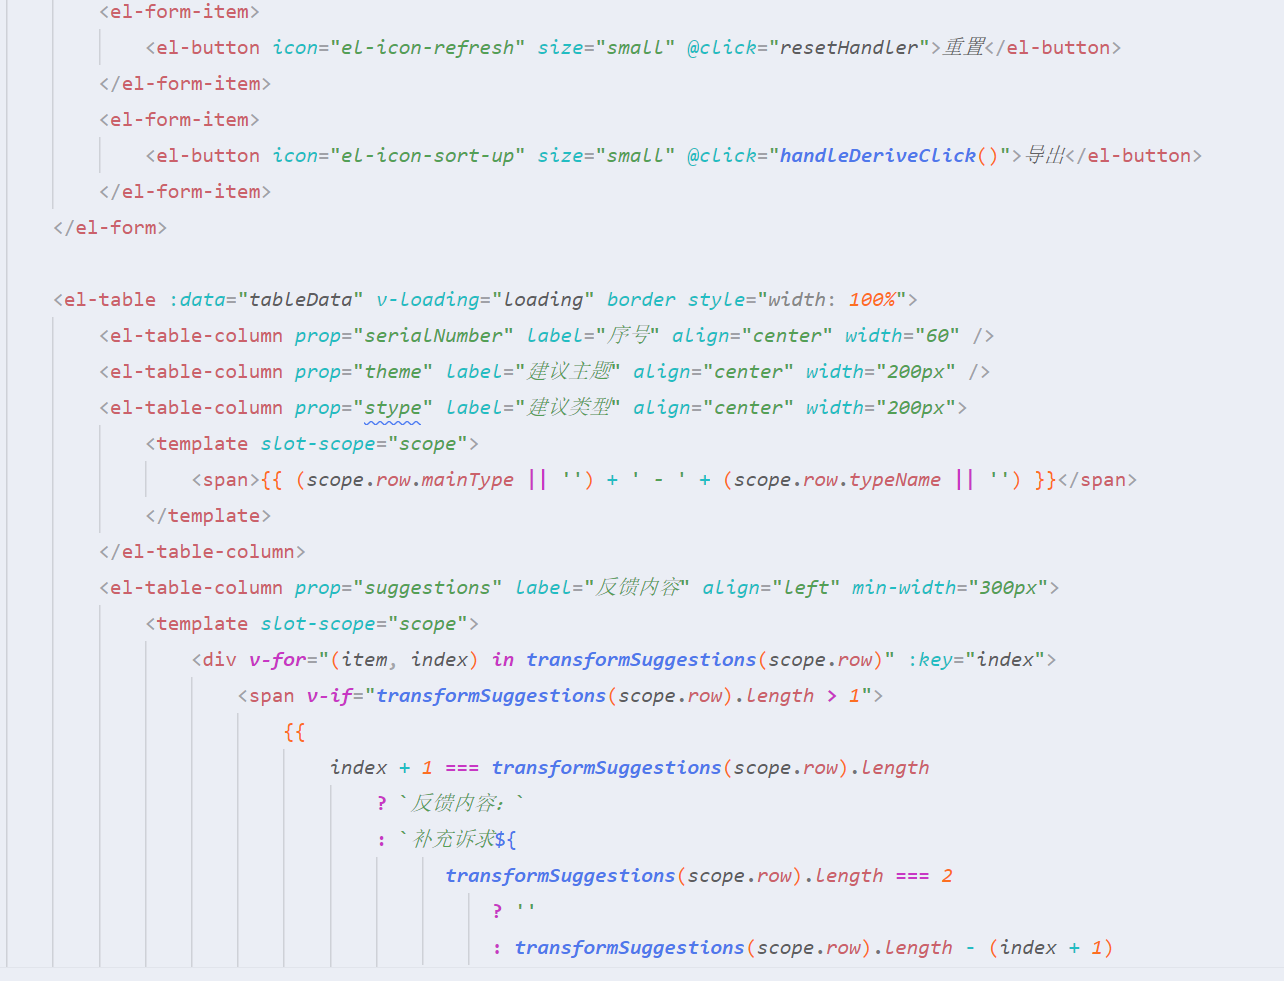 <el-form-item>
<el-button icon="el-icon-refresh" size="small" @click="resetHandler">重置</el-button>
</el-form-item>
<el-form-item>
<el-button icon="el-icon-sort-up" size="small" @click="handleDeriveClick()">导出</el-button>
</el-form-item>
</el-form>
<el-table :data="tableData" v-loading="loading" border style="width: 100%">
<el-table-column prop="serialNumber" label="序号" align="center" width="60" />
<el-table-column prop="theme" label="建议主题" align="center" width="200px" />
<el-table-column prop="stype" label="建议类型" align="center" width="200px">
<template slot-scope="scope">
<span>{{ (scope.row.mainType || '') + ' - ' + (scope.row.typeName || '') }}</span>
</template>
</el-table-column>
<el-table-column prop="suggestions" label="反馈内容" align="left" min-width="300px">
<template slot-scope="scope">
<div v-for="(item, index) in transformSuggestions(scope.row)" :key="index">
<span v-if="transformSuggestions(scope.row).length > 1">
{{
index + 1 === transformSuggestions(scope.row).length
? `反馈内容：`
: `补充诉求${
transformSuggestions(scope.row).length === 2
? ''
: transformSuggestions(scope.row).length - (index + 1)